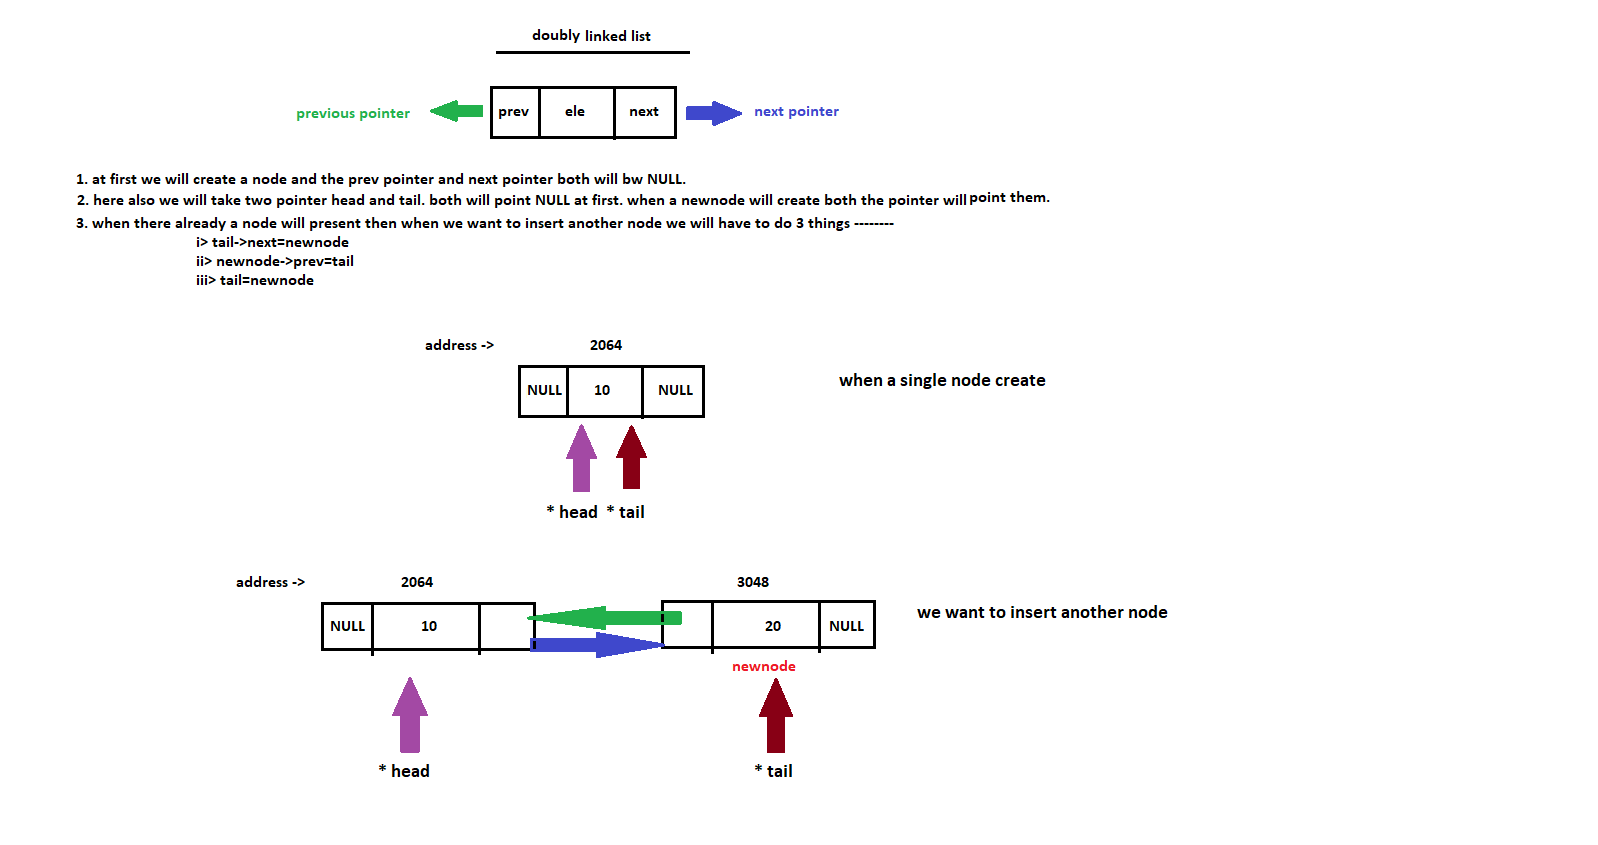 doubly linked list
previous pointer
prev ele next
next pointer
1. at first we will create a node and the prev pointer and next pointer both will bw NULL.
2. here also we will take two pointer head and tail. both will point NULL at first. when a newnode will create both the pointer will point them.
3. when there already a node will present then when we want to insert another node we will have to do 3 things --------
i> tail->next=newnode
ii> newnode->prev=tail
iii> tail=newnode
address -> 2064
NULL 10 NULL
when a single node create
* head * tail
address -> 2064 3048
NULL 10 20 NULL
we want to insert another node
newnode
* head * tail